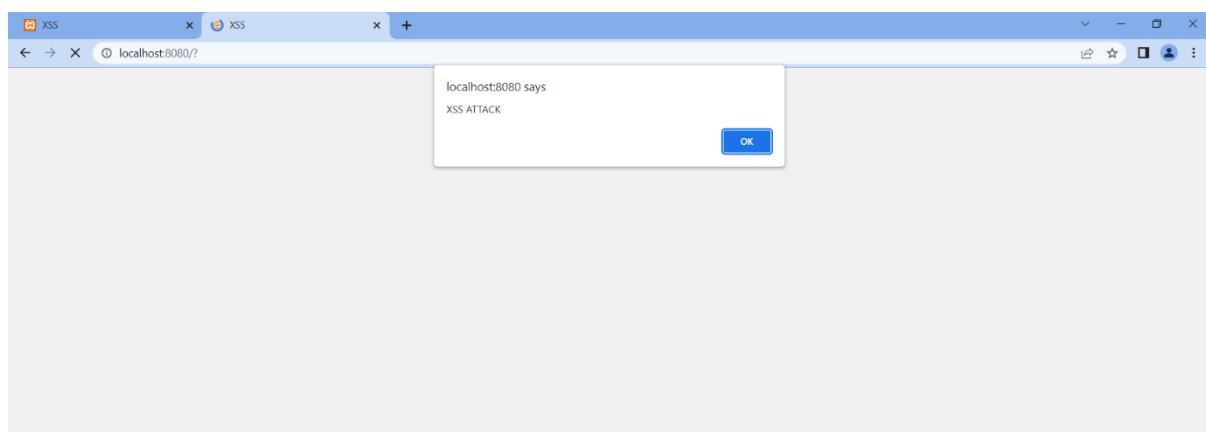 XSS
XSS
localhost:8080/?
localhost:8080 says
XSS ATTACK
OK